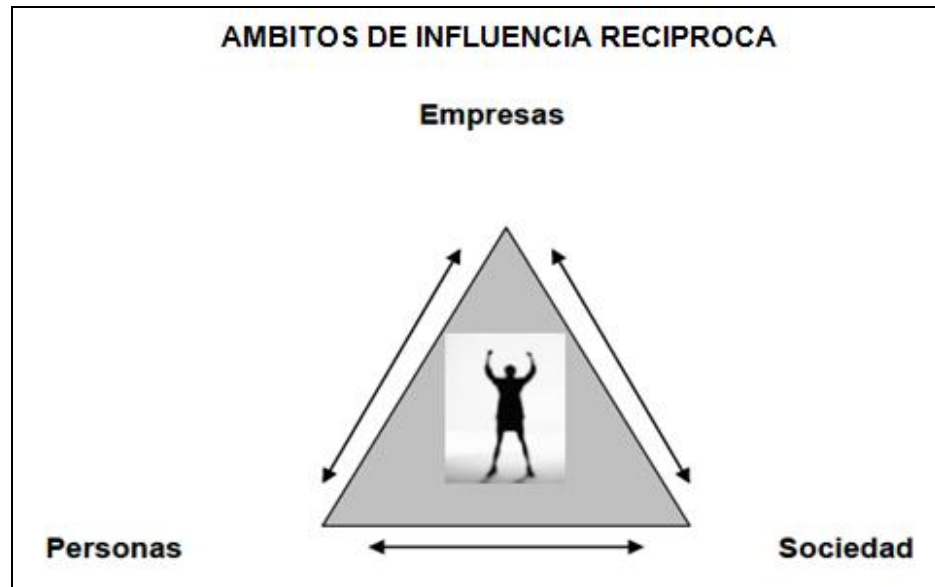 AMBITOS DE INFLUENCIA RECIPROCA
Empresas
Personas
Sociedad